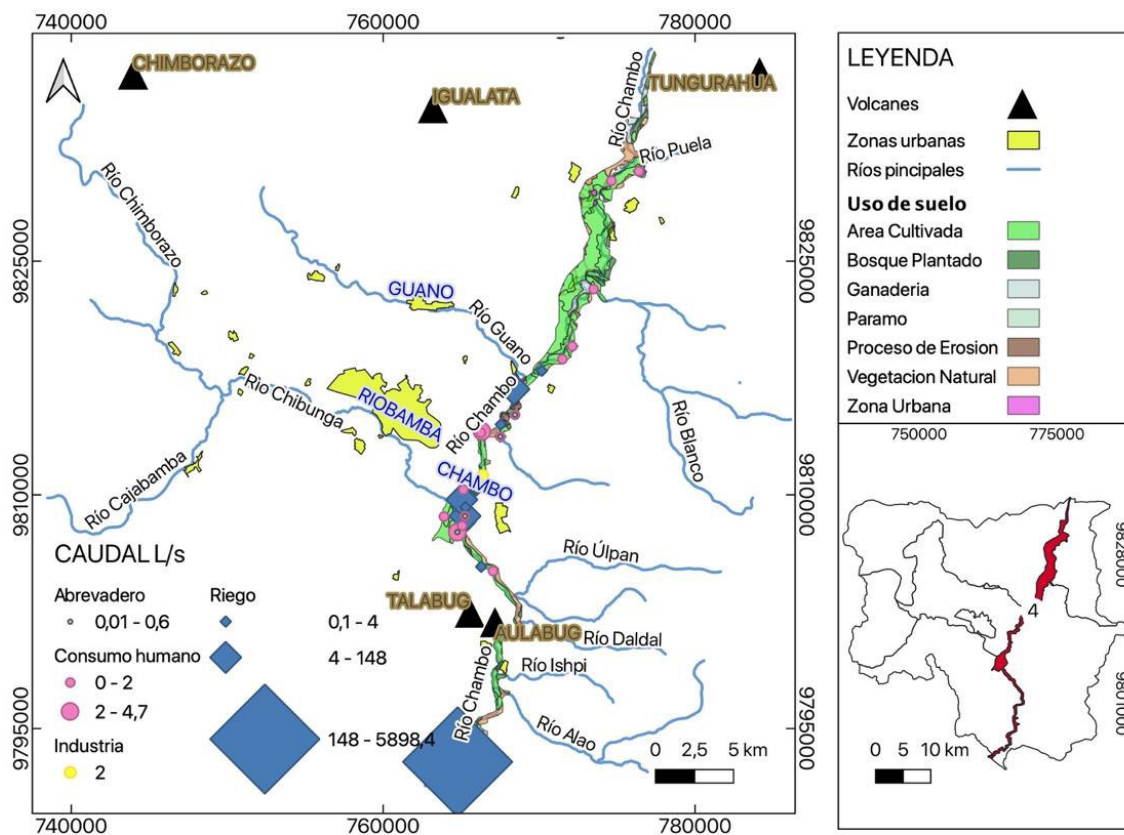 740000
760000
780000
CHIMBORAZO
IGUALATA
TUNGURAHUA
Río Chambo
Río Puela
Río Chimborazo
9825000
9825000
GUANO
Río Guano
Río Chambo
Río Chibunga
RIOBAMBA
Río Blanco
CHAMBO
Río Cajabamba
9810000
9810000
Río Úlpan
TALABUG
AULABUG
Río Daldal
Río Chambo
Río Ishpi
Río Alao
9795000
9795000
CAUDAL L/s
Abrevadero
0,01 - 0,6
Consumo humano
0 - 2
2 - 4,7
Industria
2
Riego
0,1 - 4
4 - 148
148 - 5898,4
0 2,5 5 km
740000
760000
780000
LEYENDA
Volcanes
Zonas urbanas
Ríos pincipales
Uso de suelo
Area Cultivada
Bosque Plantado
Ganaderia
Paramo
Proceso de Erosion
Vegetacion Natural
Zona Urbana
750000
775000
9828000
4
9801000
0 5 10 km